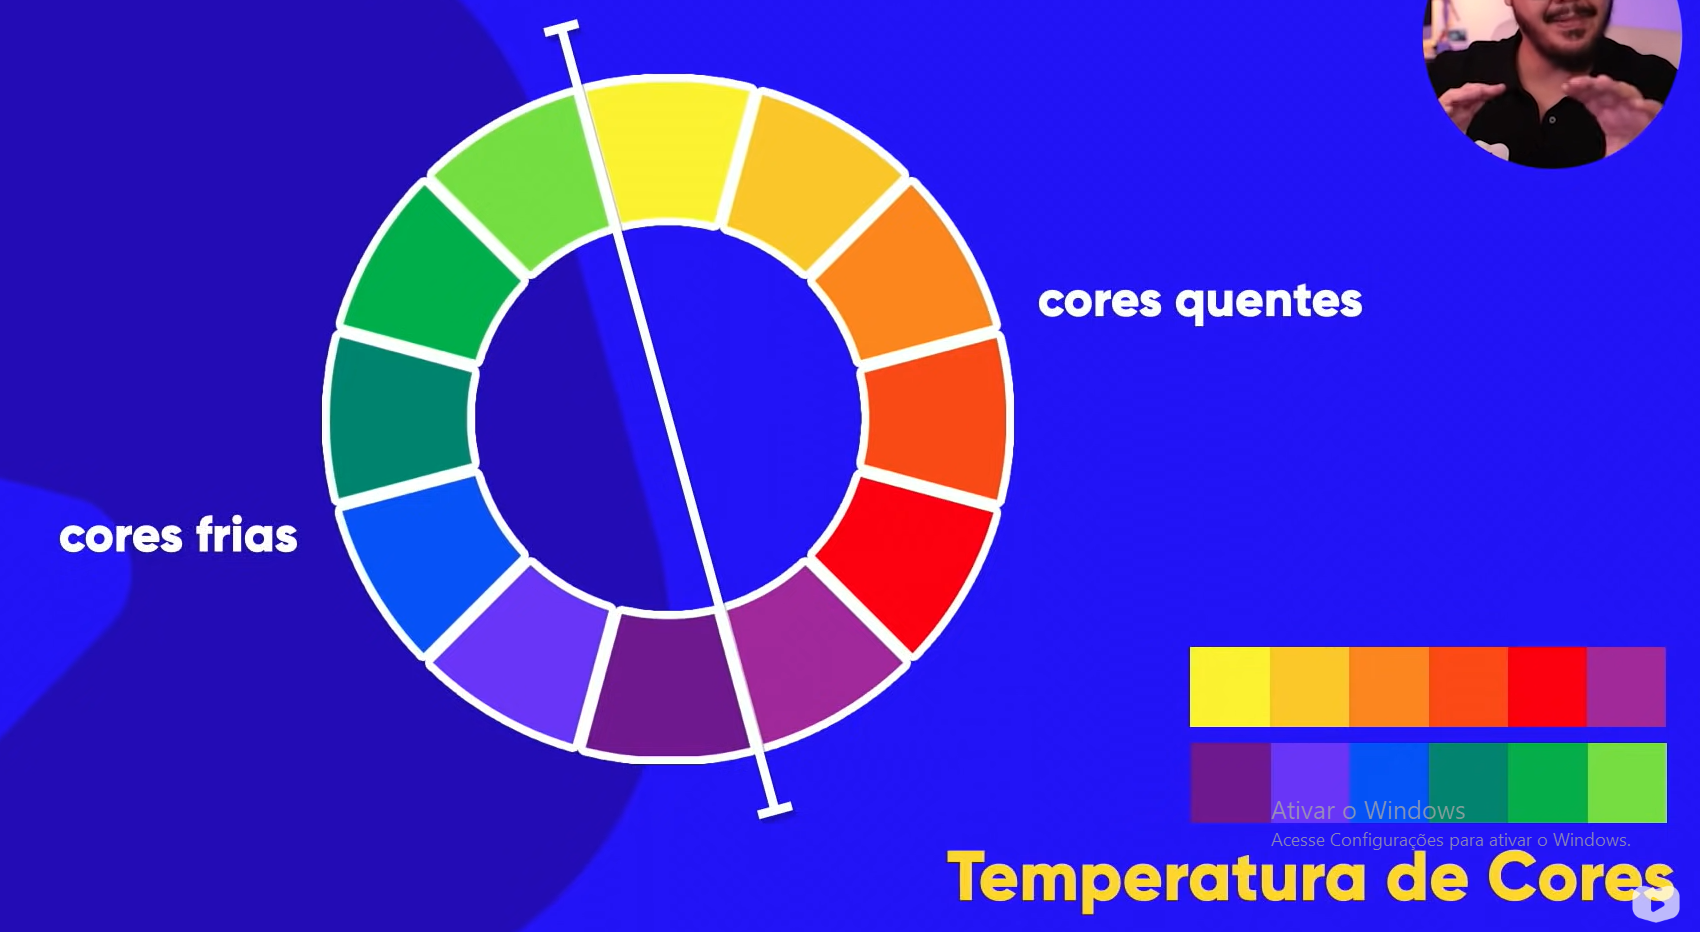 cores quentes
cores frias
Ativar o Windows
Acesse Configurações para ativar o Windows.
Temperatura de Cores